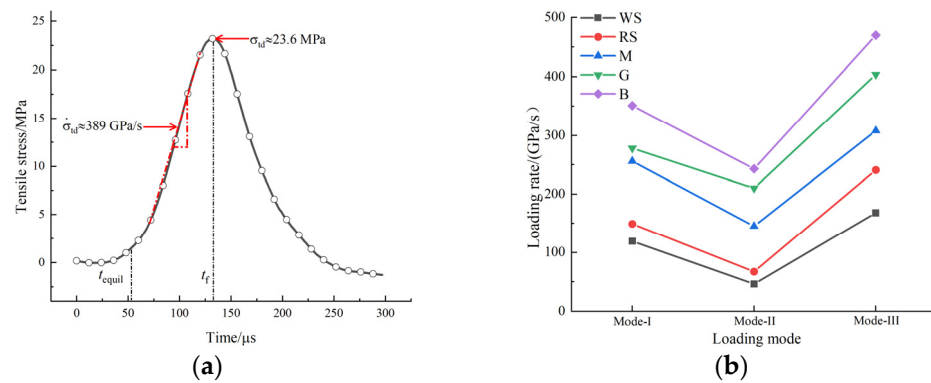 25
20
15
10
5
0
Tensile stress/MPa
σtd≈23.6 MPa
σ̇td≈389 GPa/s
tequil
tf
0 50 100 150 200 250 300
Time/μs
(a)
500
400
300
200
100
0
Loading rate/(GPa/s)
WS
RS
M
G
B
Mode-I Mode-II Mode-III
Loading mode
(b)